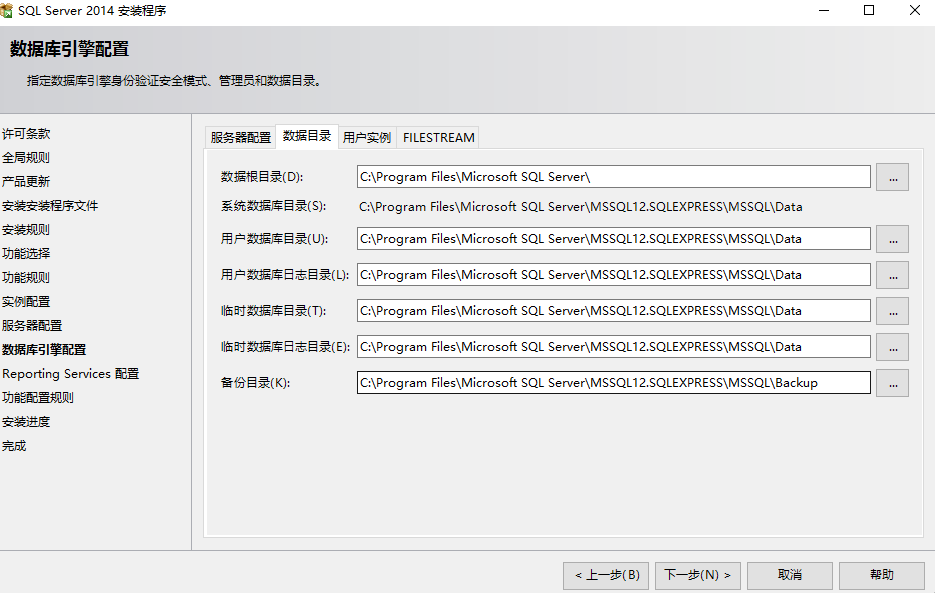 SQL Server 2014 安装程序
数据库引擎配置
指定数据库引擎身份验证安全模式、管理员和数据目录。
许可条款
全局规则
产品更新
安装安装程序文件
安装规则
功能选择
功能规则
实例配置
服务器配置
数据库引擎配置
Reporting Services 配置
功能配置规则
安装进度
完成
服务器配置 数据目录 用户实例 FILESTREAM
数据根目录(D): C:\Program Files\Microsoft SQL Server\ ...
系统数据库目录(S): C:\Program Files\Microsoft SQL Server\MSSQL12.SQLEXPRESS\MSSQL\Data
用户数据库目录(U): C:\Program Files\Microsoft SQL Server\MSSQL12.SQLEXPRESS\MSSQL\Data ...
用户数据库日志目录(L): C:\Program Files\Microsoft SQL Server\MSSQL12.SQLEXPRESS\MSSQL\Data ...
临时数据库目录(T): C:\Program Files\Microsoft SQL Server\MSSQL12.SQLEXPRESS\MSSQL\Data ...
临时数据库日志目录(E): C:\Program Files\Microsoft SQL Server\MSSQL12.SQLEXPRESS\MSSQL\Data ...
备份目录(K): C:\Program Files\Microsoft SQL Server\MSSQL12.SQLEXPRESS\MSSQL\Backup ...
< 上一步(B) 下一步(N) > 取消 帮助